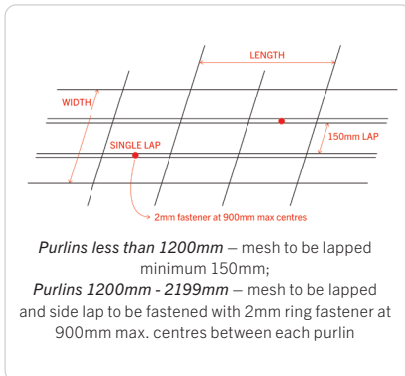 LENGTH
WIDTH
150mm LAP
SINGLE LAP
2mm fastener at 900mm max centres
Purlins less than 1200mm – mesh to be lapped
minimum 150mm;
Purlins 1200mm - 2199mm – mesh to be lapped
and side lap to be fastened with 2mm ring fastener at
900mm max. centres between each purlin